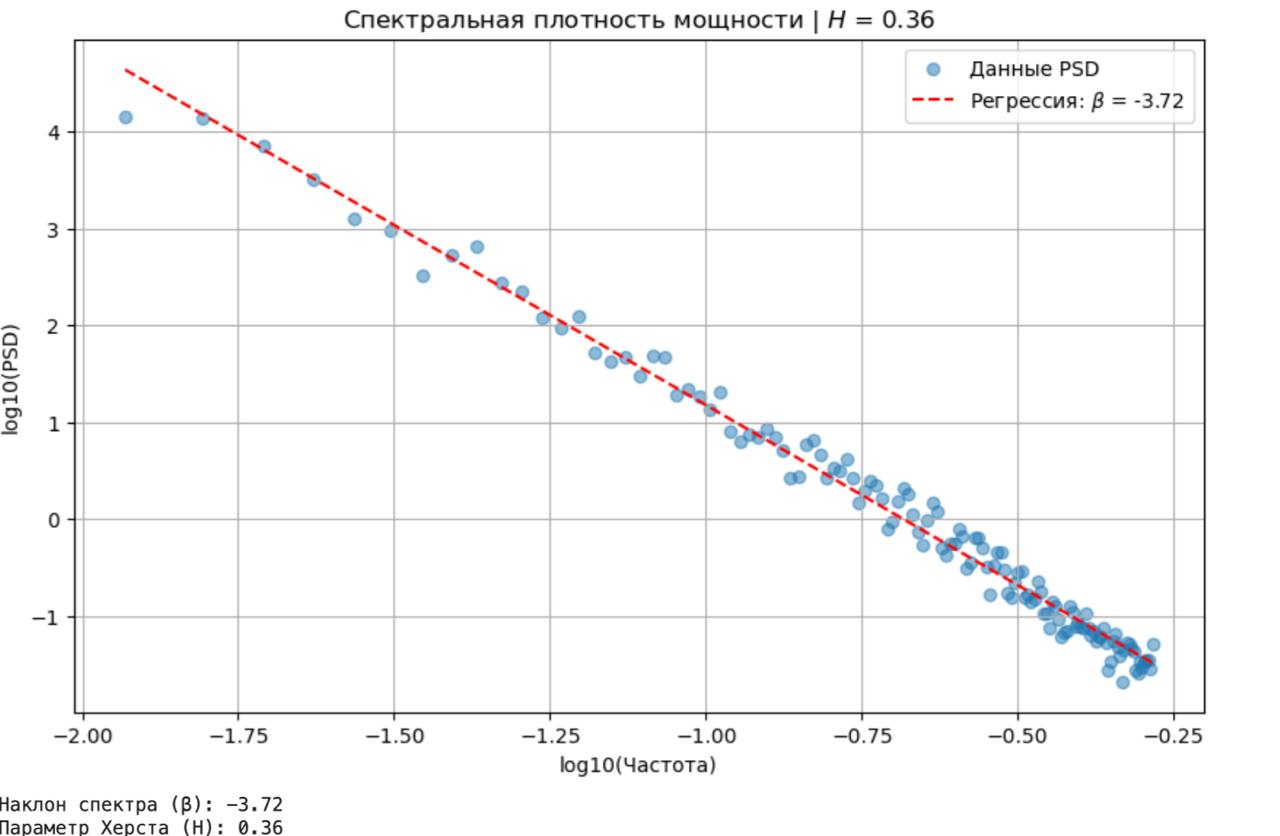 Спектральная плотность мощности | H = 0.36
Данные PSD
Регрессия: β = -3.72
log10(PSD)
4
3
2
1
0
−1
−2.00 −1.75 −1.50 −1.25 −1.00 −0.75 −0.50 −0.25
log10(Частота)
Наклон спектра (β): −3.72
Параметр Херста (H): 0.36